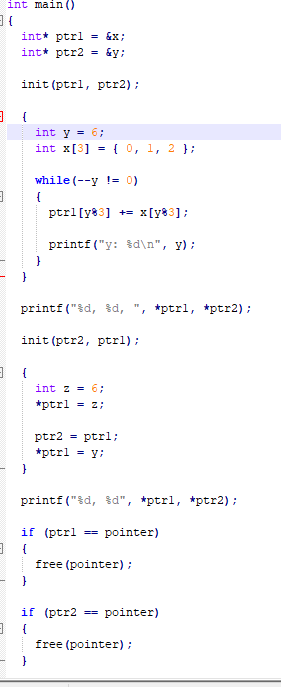 int main()
{
int* ptr1 = &x;
int* ptr2 = &y;
init(ptr1, ptr2);
{
int y = 6;
int x[3] = { 0, 1, 2 };
while(--y != 0)
{
ptr1[y%3] += x[y%3];
printf("y: %d\n", y);
}
}
printf("%d, %d, ", *ptr1, *ptr2);
init(ptr2, ptr1);
{
int z = 6;
*ptr1 = z;
ptr2 = ptr1;
*ptr1 = y;
}
printf("%d, %d", *ptr1, *ptr2);
if (ptr1 == pointer)
{
free(pointer);
}
if (ptr2 == pointer)
{
free(pointer);
}